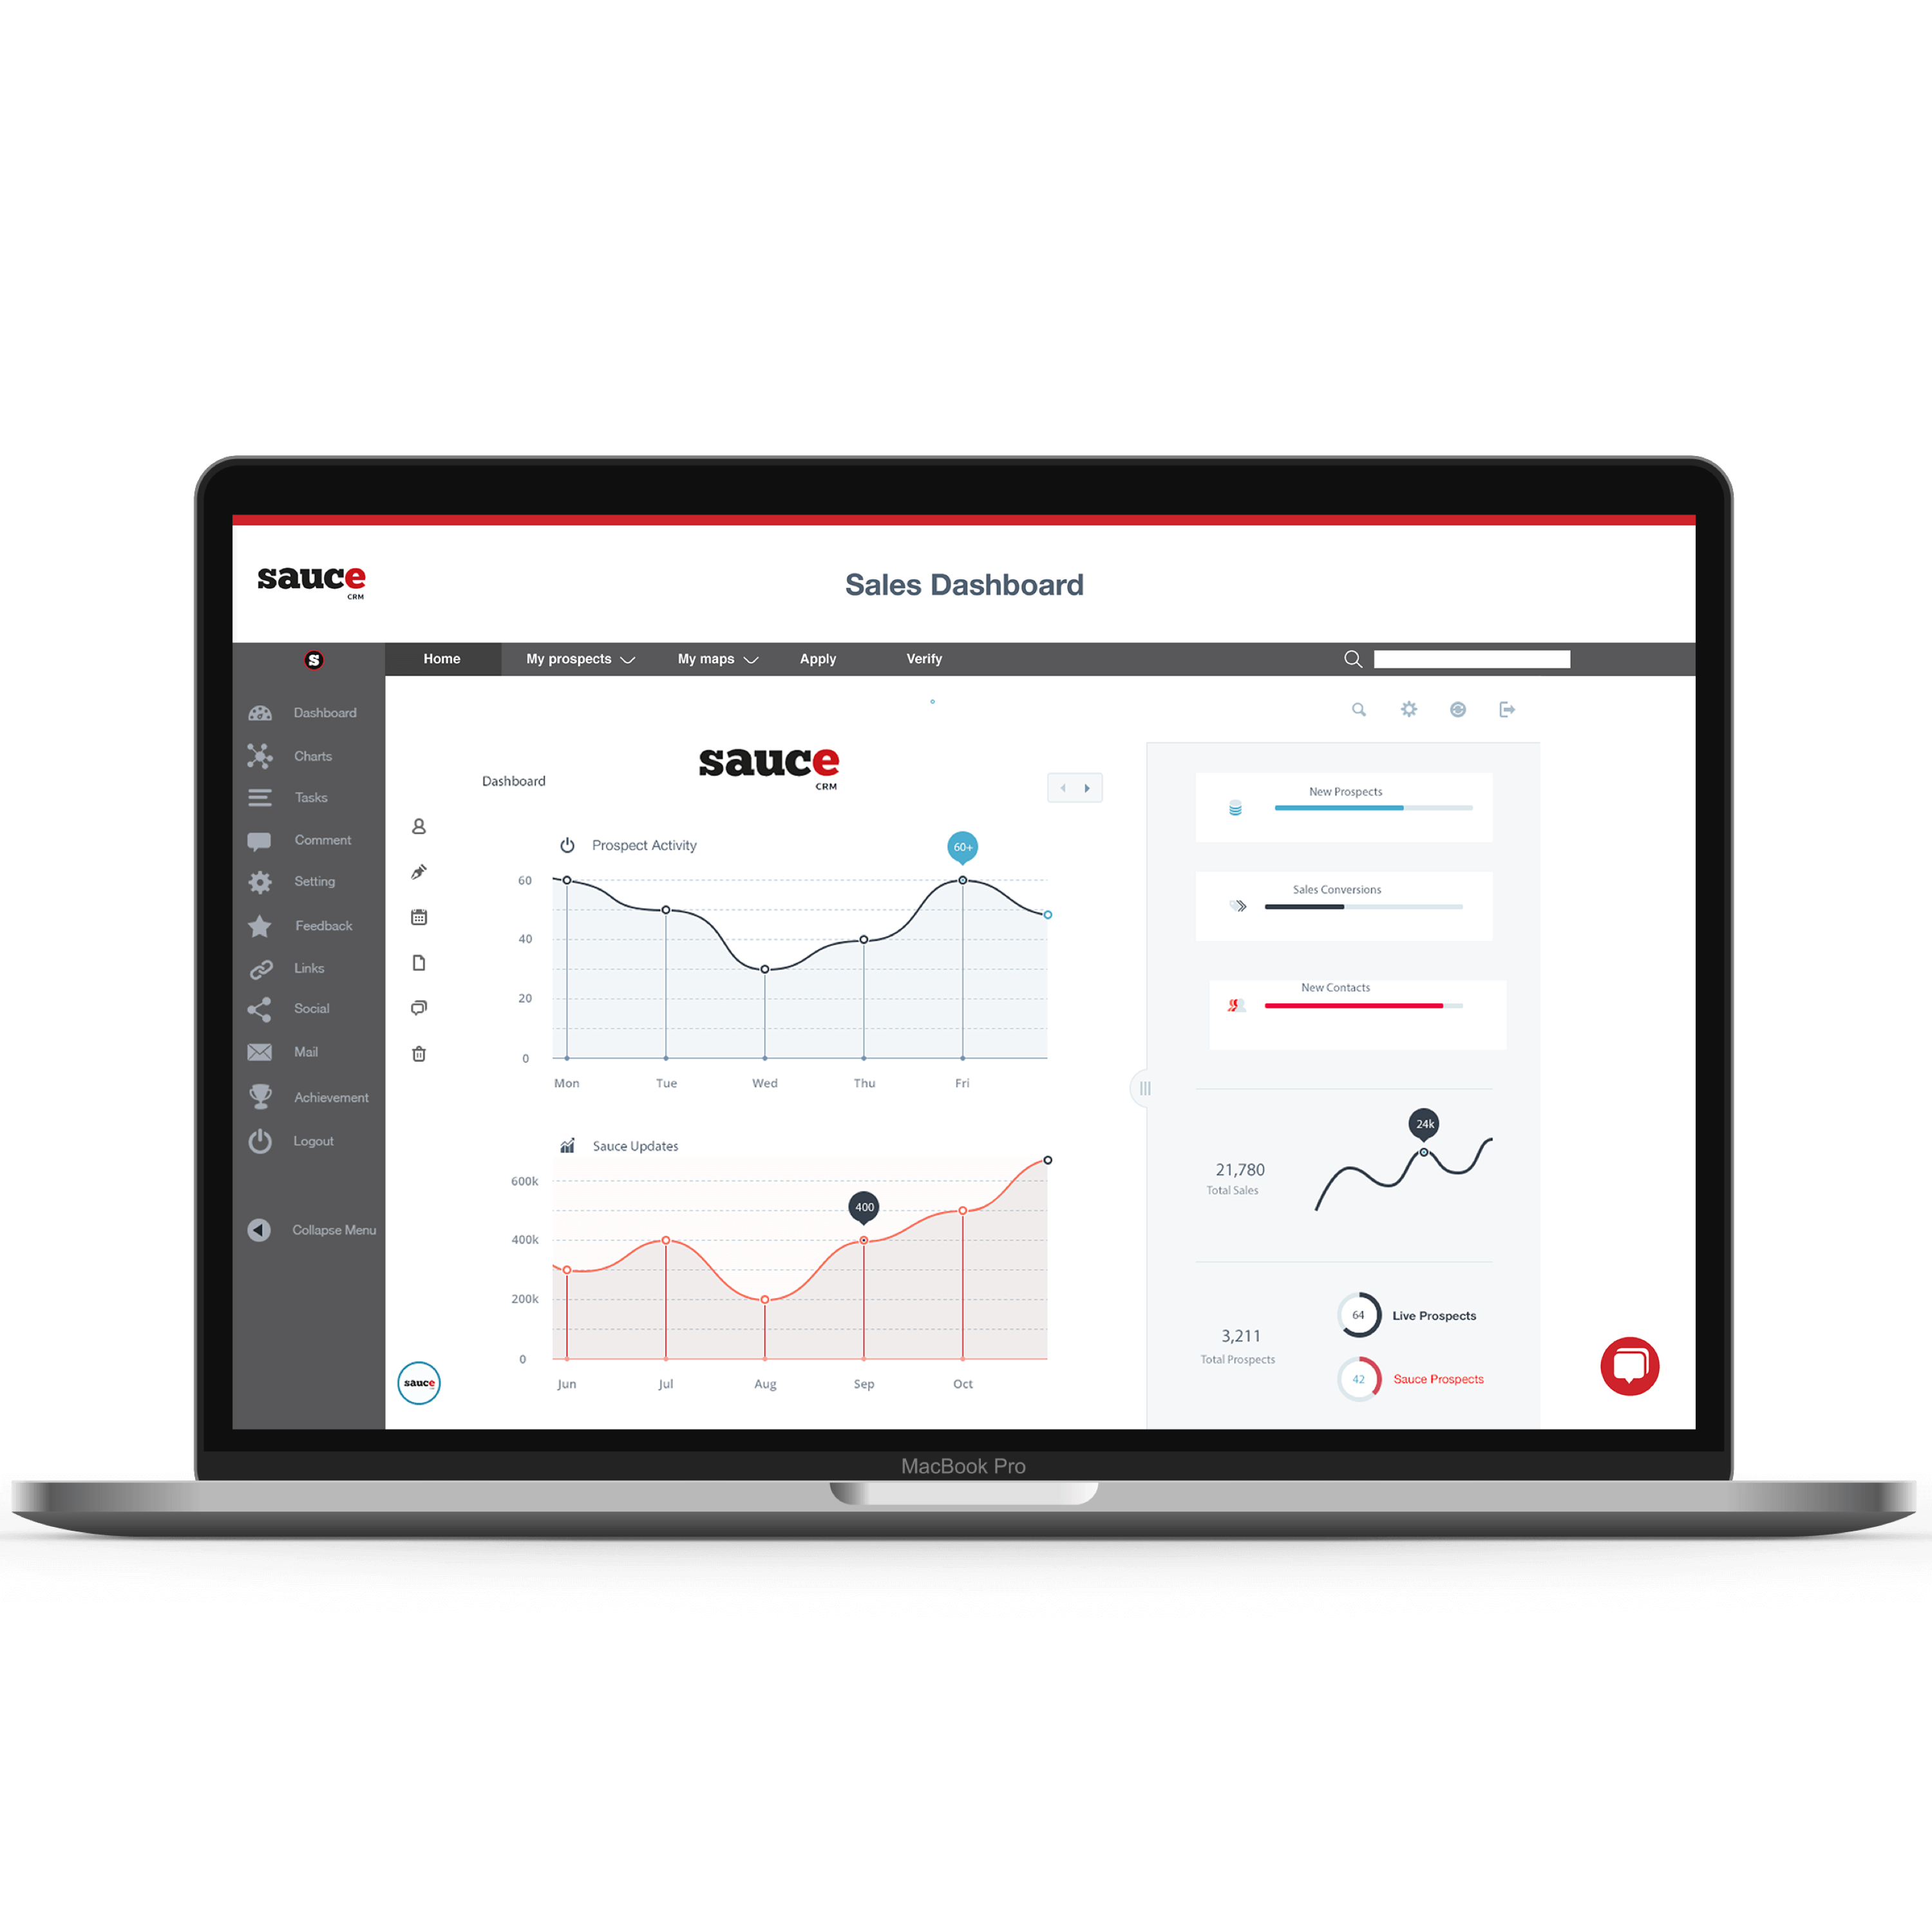 sauce
CRM
Sales Dashboard
S
Home
My prospects
My maps
Apply
Verify
Dashboard
Charts
Tasks
Comment
Setting
Feedback
Links
Social
Mail
Achievement
Logout
Collapse Menu
Dashboard
sauce
CRM
Prospect Activity
60+
60
40
20
0
Mon Tue Wed Thu Fri
Sauce Updates
600k
400k
200k
0
400
Jun Jul Aug Sep Oct
sauce
New Prospects
Sales Conversions
New Contacts
24k
21,780
Total Sales
3,211
Total Prospects
64 Live Prospects
42 Sauce Prospects
MacBook Pro